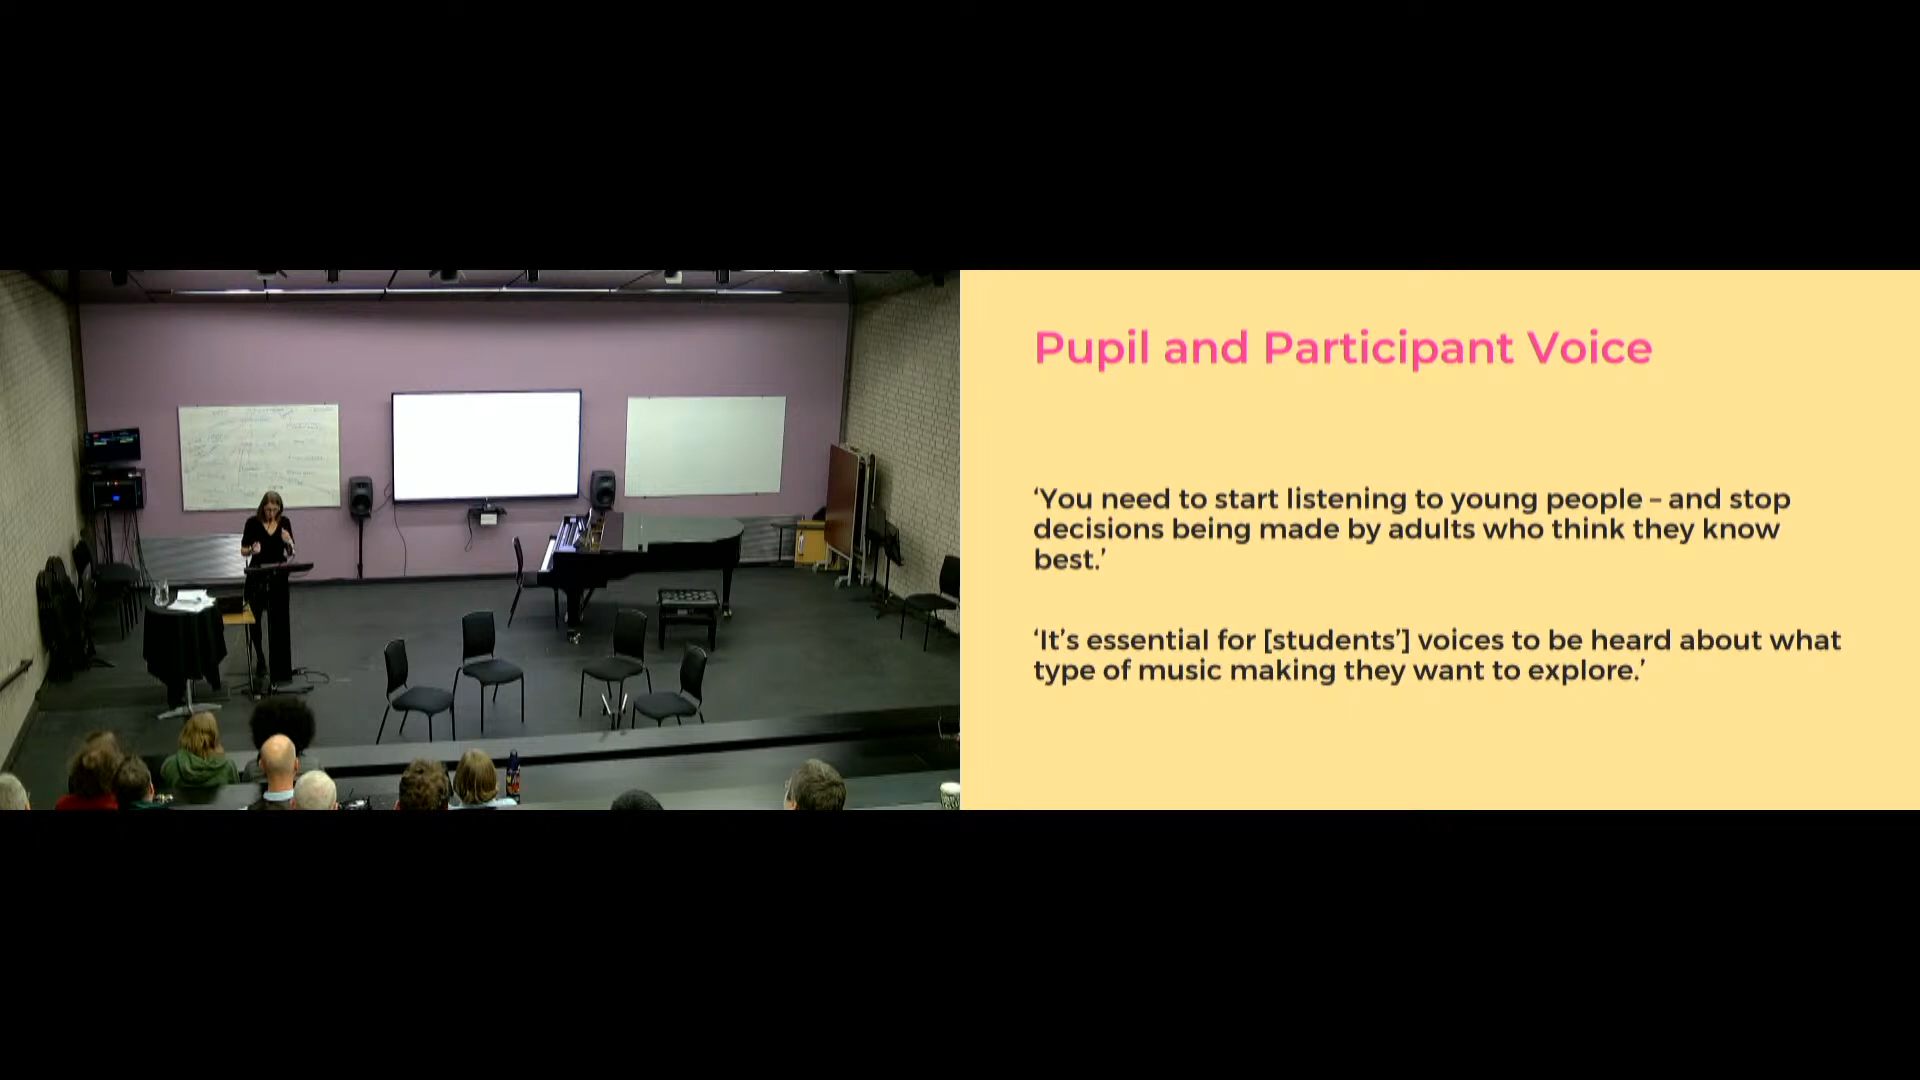 Pupil and Participant Voice
‘You need to start listening to young people – and stop
decisions being made by adults who think they know
best.’
‘It’s essential for [students’] voices to be heard about what
type of music making they want to explore.’